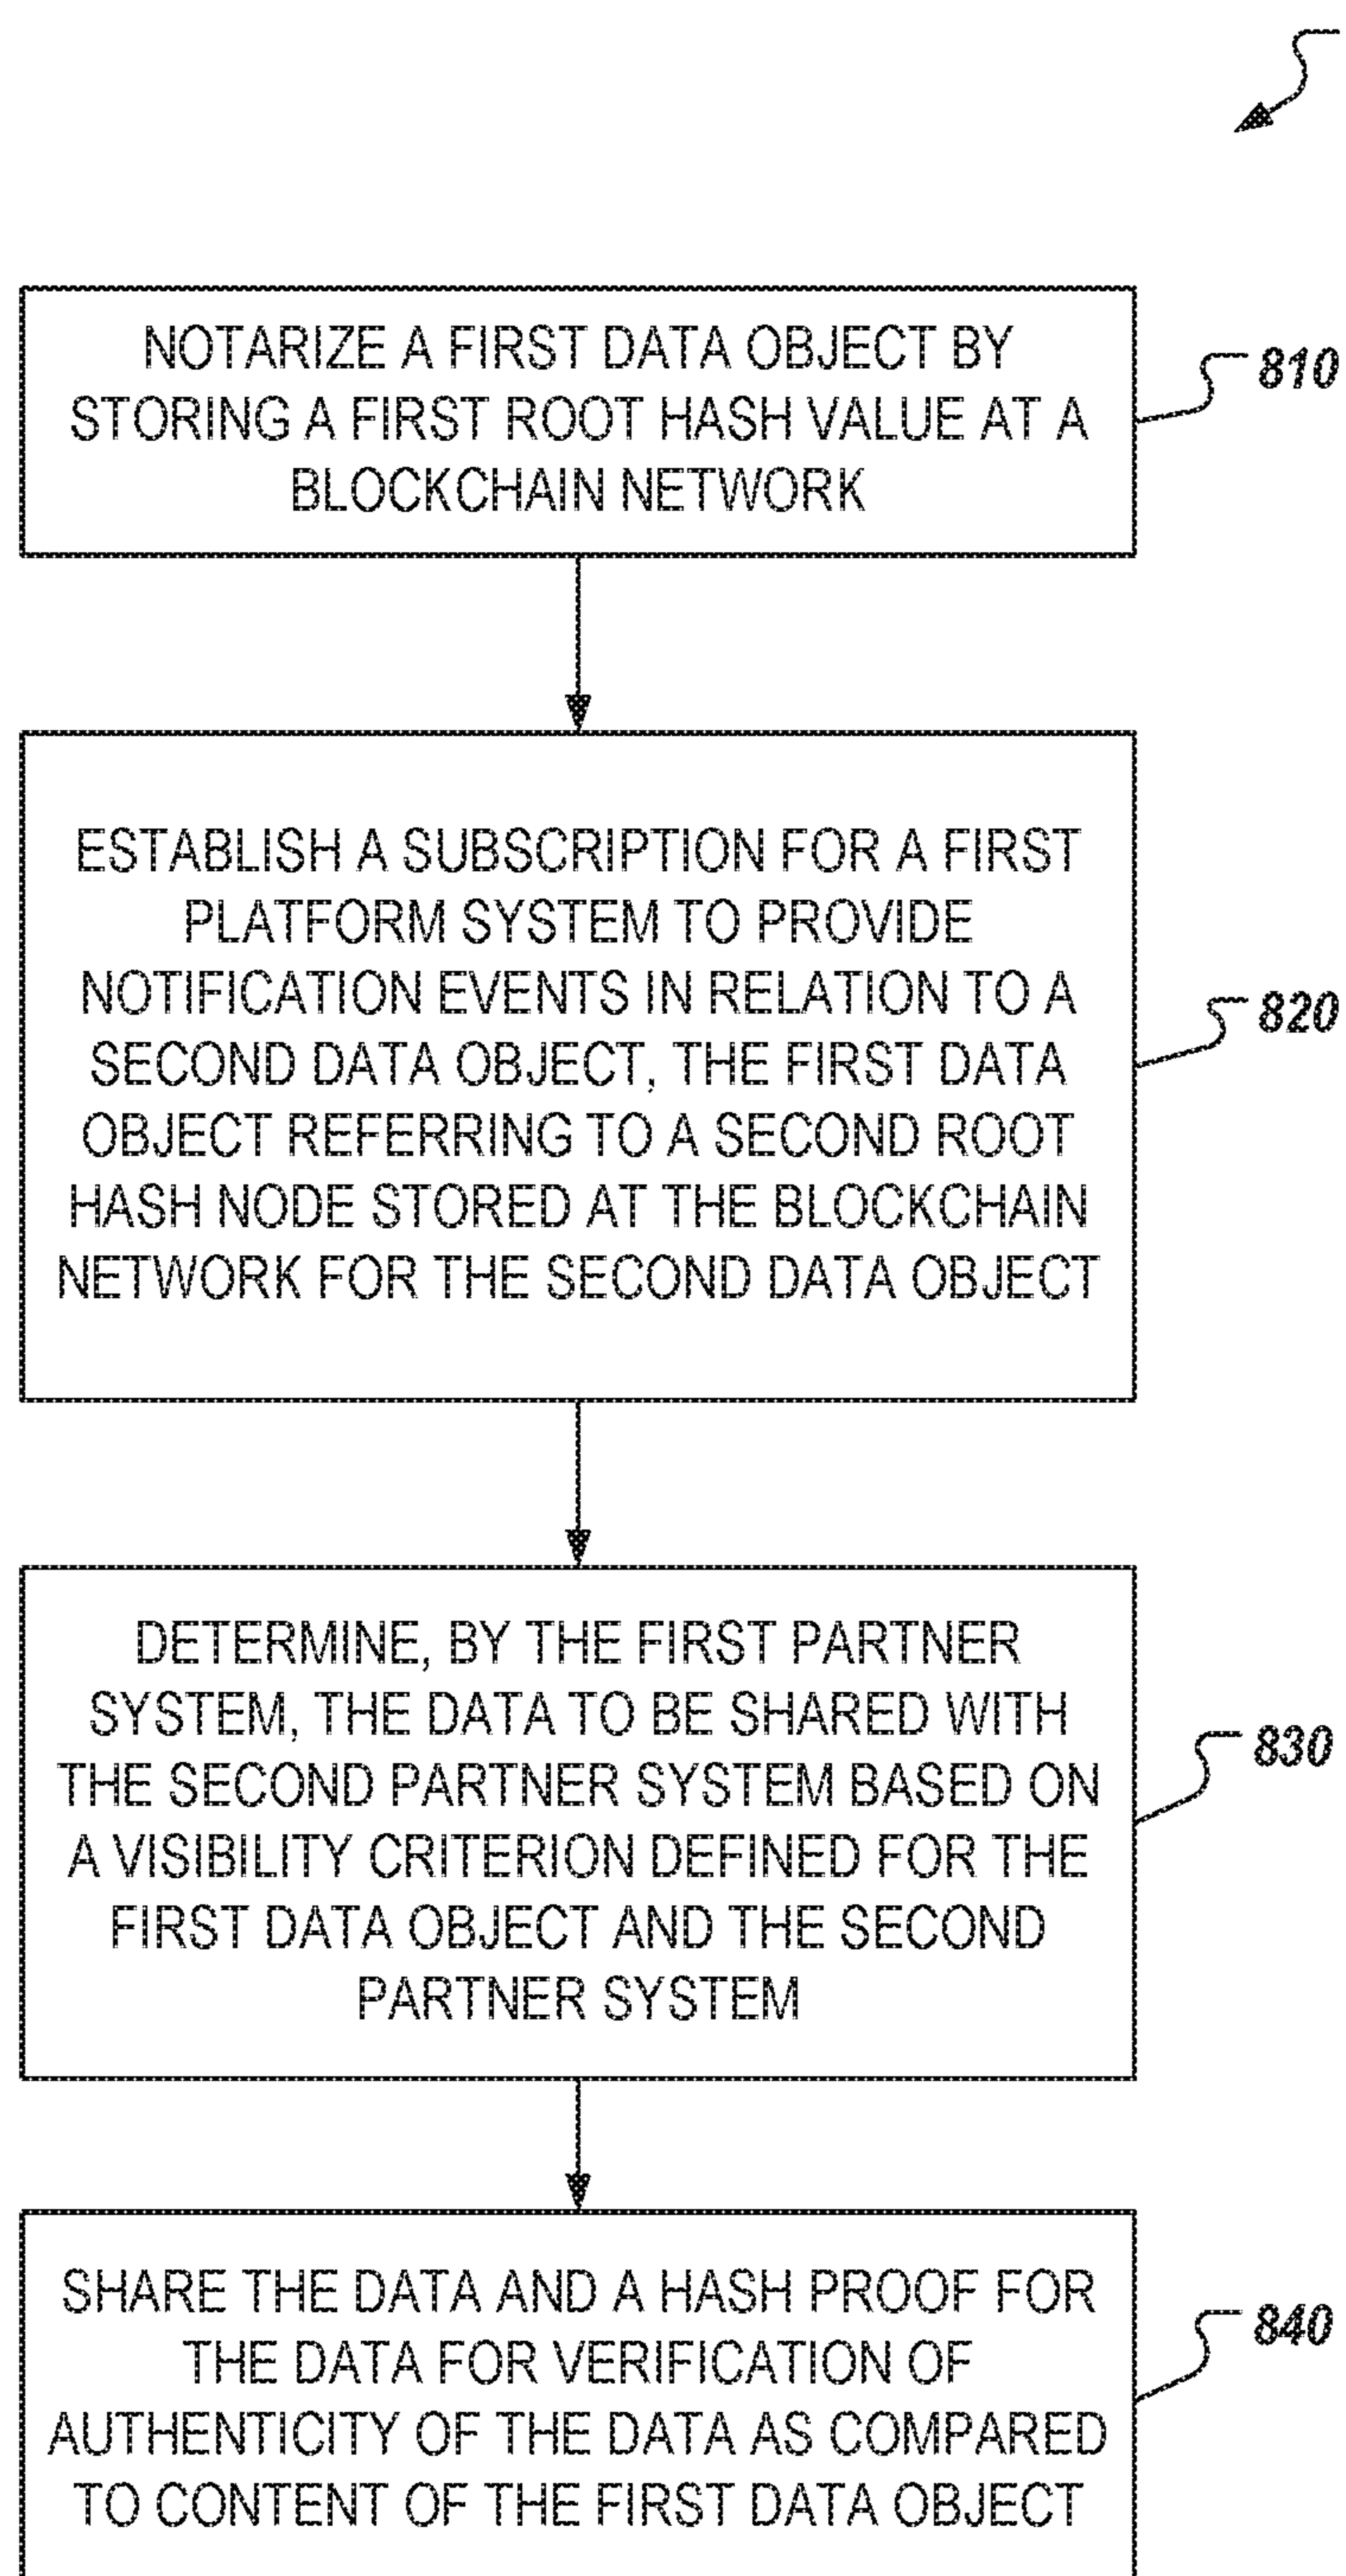 NOTARIZE A FIRST DATA OBJECT BY
STORING A FIRST ROOT HASH VALUE AT A
BLOCKCHAIN NETWORK
810
ESTABLISH A SUBSCRIPTION FOR A FIRST
PLATFORM SYSTEM TO PROVIDE
NOTIFICATION EVENTS IN RELATION TO A
SECOND DATA OBJECT, THE FIRST DATA
OBJECT REFERRING TO A SECOND ROOT
HASH NODE STORED AT THE BLOCKCHAIN
NETWORK FOR THE SECOND DATA OBJECT
820
DETERMINE, BY THE FIRST PARTNER
SYSTEM, THE DATA TO BE SHARED WITH
THE SECOND PARTNER SYSTEM BASED ON
A VISIBILITY CRITERION DEFINED FOR THE
FIRST DATA OBJECT AND THE SECOND
PARTNER SYSTEM
830
SHARE THE DATA AND A HASH PROOF FOR
THE DATA FOR VERIFICATION OF
AUTHENTICITY OF THE DATA AS COMPARED
TO CONTENT OF THE FIRST DATA OBJECT
840